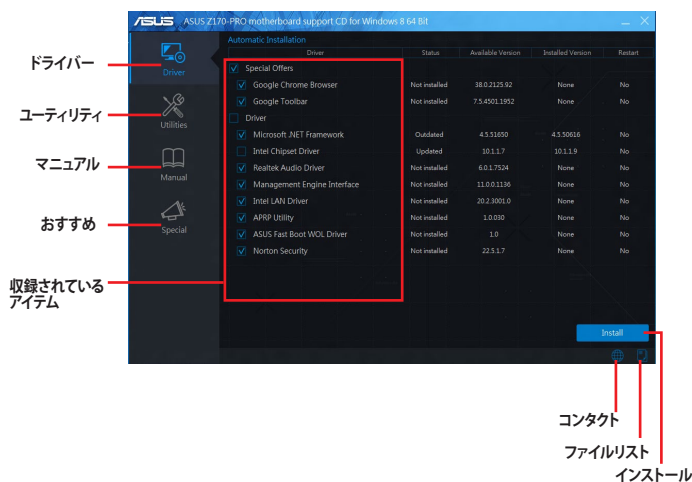 ASUS ASUS Z170-PRO motherboard support CD for Windows 8 64 Bit
Automatic Installation
Driver Status Available Version Installed Version Restart
Special Offers
Google Chrome Browser Not installed 38.0.2125.92 None No
Google Toolbar Not installed 7.5.4501.1952 None No
Driver
Microsoft .NET Framework Outdated 4.5.51650 4.5.50616 No
Intel Chipset Driver Updated 10.1.1.7 10.1.1.9 No
Realtek Audio Driver Not installed 6.0.1.7524 None No
Management Engine Interface Not installed 11.0.0.1136 None No
Intel LAN Driver Not installed 20.2.3001.0 None No
APRP Utility Not installed 1.0.030 None No
ASUS Fast Boot WOL Driver Not installed 1.0 None No
Norton Security Not installed 22.5.1.7 None No
Driver
Utilities
Manual
Special
Install
ドライバー
ユーティリティ
マニュアル
おすすめ
収録されている
アイテム
コンタクト
ファイルリスト
インストール